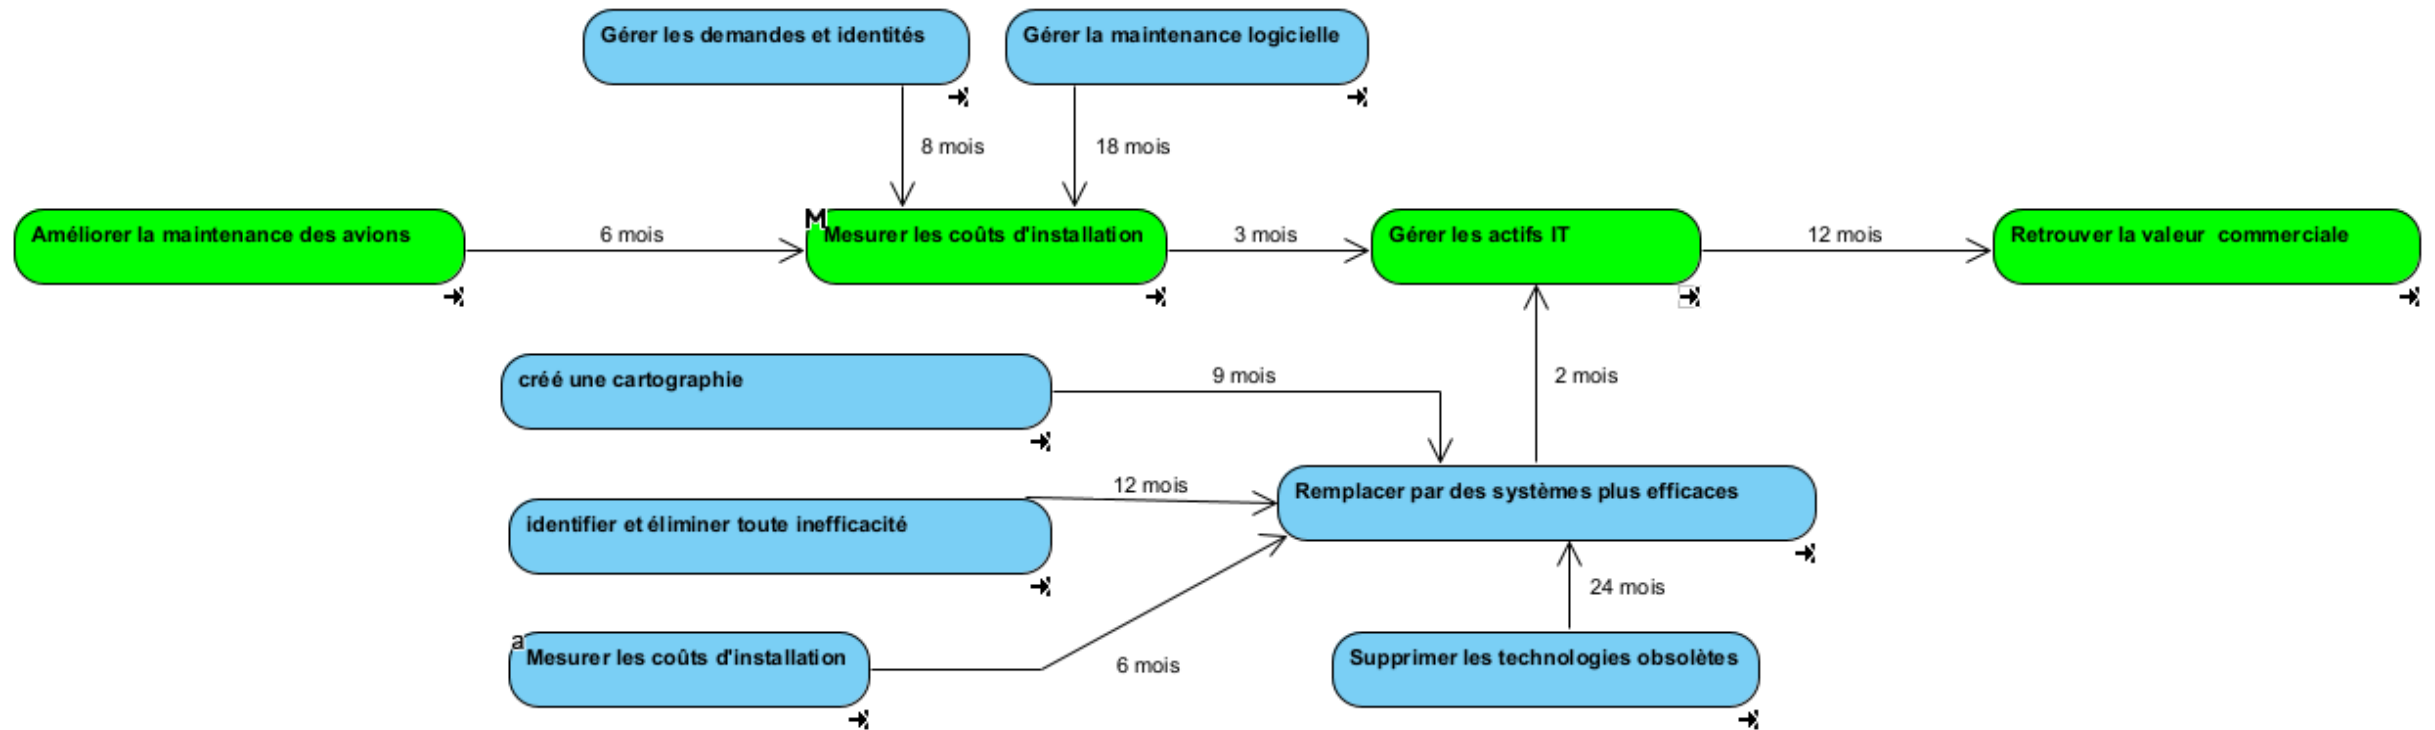 Gérer les demandes et identités
Gérer la maintenance logicielle
8 mois
18 mois
M
Améliorer la maintenance des avions
6 mois
Mesurer les coûts d'installation
3 mois
Gérer les actifs IT
12 mois
Retrouver la valeur  commerciale
créé une cartographie
9 mois
2 mois
12 mois
Remplacer par des systèmes plus efficaces
identifier et éliminer toute inefficacité
24 mois
a
Mesurer les coûts d'installation
6 mois
Supprimer les technologies obsolètes